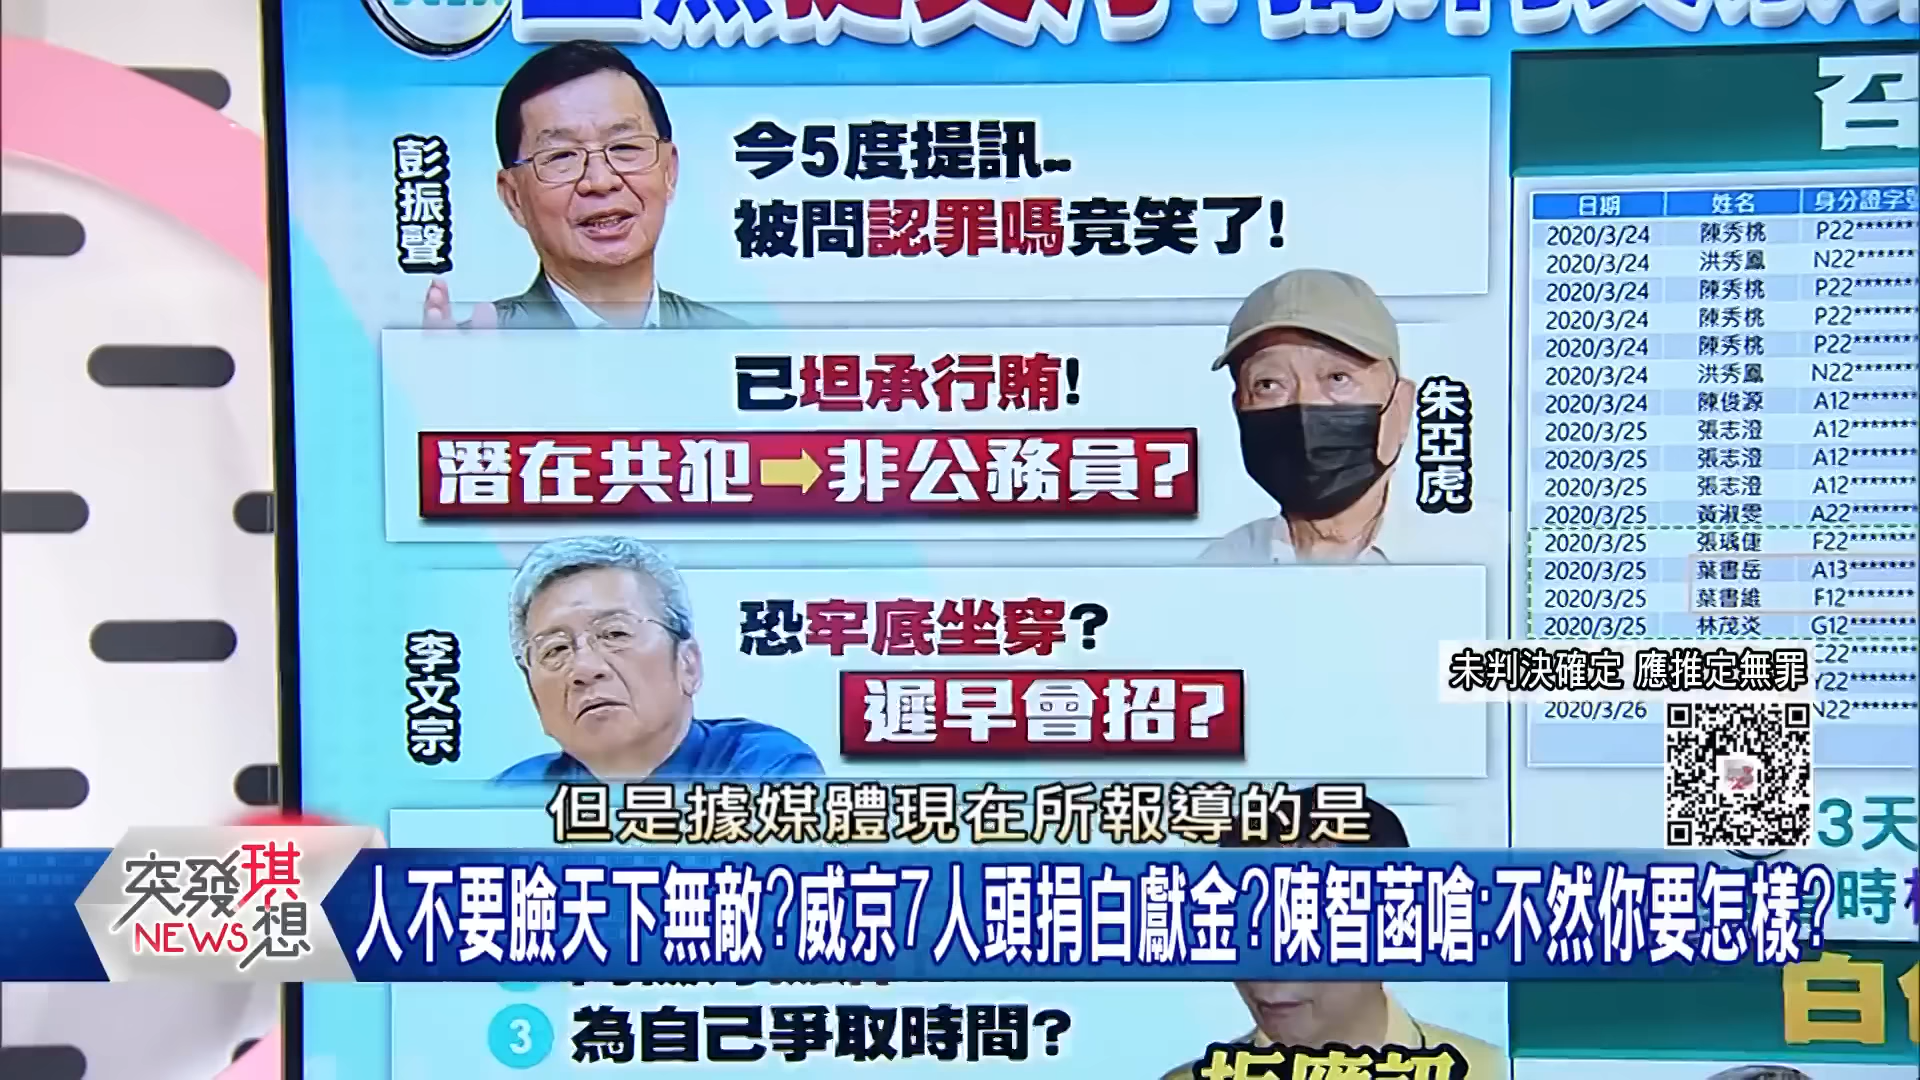 彭振聲
今5度提訊..
被問認罪嗎竟笑了!
已坦承行賄!
潛在共犯→非公務員?
朱亞虎
李文宗
恐牢底坐穿?
遲早會招?
召
日期 姓名 身分證字號
2020/3/24 陳秀桃 P22*******
2020/3/24 洪秀鳳 N22*******
2020/3/24 陳秀桃 P22*******
2020/3/24 陳秀桃 P22*******
2020/3/24 陳秀桃 P22*******
2020/3/24 洪秀鳳 N22*******
2020/3/24 陳俊源 A12*******
2020/3/25 張志澄 A12*******
2020/3/25 張志澄 A12*******
2020/3/25 張志澄 A12*******
2020/3/25 黃淑雯 A22*******
2020/3/25 張瑀倢 F22*******
2020/3/25 葉書岳 A13*******
2020/3/25 葉書維 F12*******
2020/3/25 林茂炎 G12*******
22*******
22*******
2020/3/26 N22*******
未判決確定 應推定無罪
3天
時
但是據媒體現在所報導的是
突發琪想
NEWS
人不要臉天下無敵?威京7人頭捐白獻金?陳智菡嗆:不然你要怎樣?
3 為自己爭取時間?
白